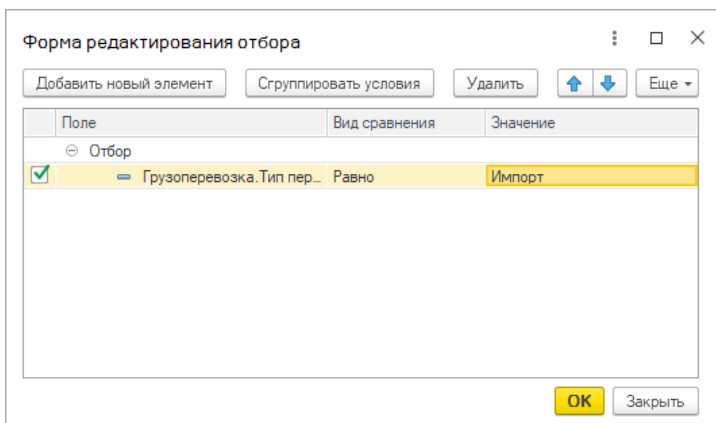 Форма редактирования отбора
Добавить новый элемент Сгруппировать условия Удалить Еще
Поле Вид сравнения Значение
Отбор
Грузоперевозка.Тип пер... Равно Импорт
ОК Закрыть